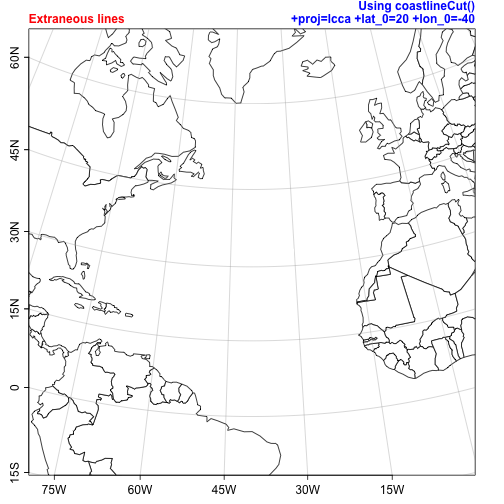 Using coastlineCut()
Extraneous lines +proj=lcca +lat_0=20 +lon_0=-40
60N
45N
30N
15N
0
15S
75W 60W 45W 30W 15W